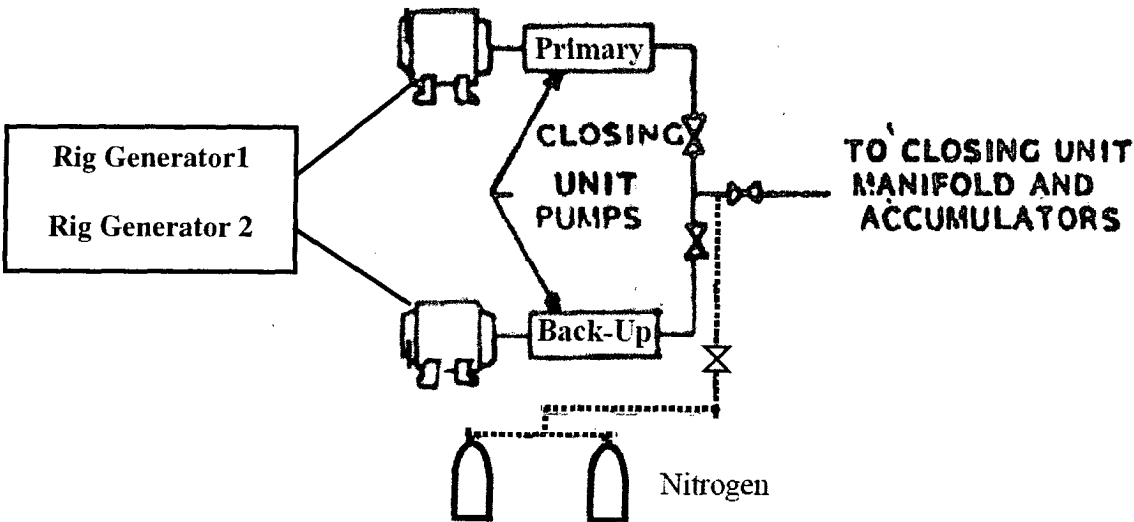 Primary
Rig Generator1
Rig Generator 2
CLOSING
UNIT
PUMPS
TO CLOSING UNIT
MANIFOLD AND
ACCUMULATORS
Back-Up
Nitrogen